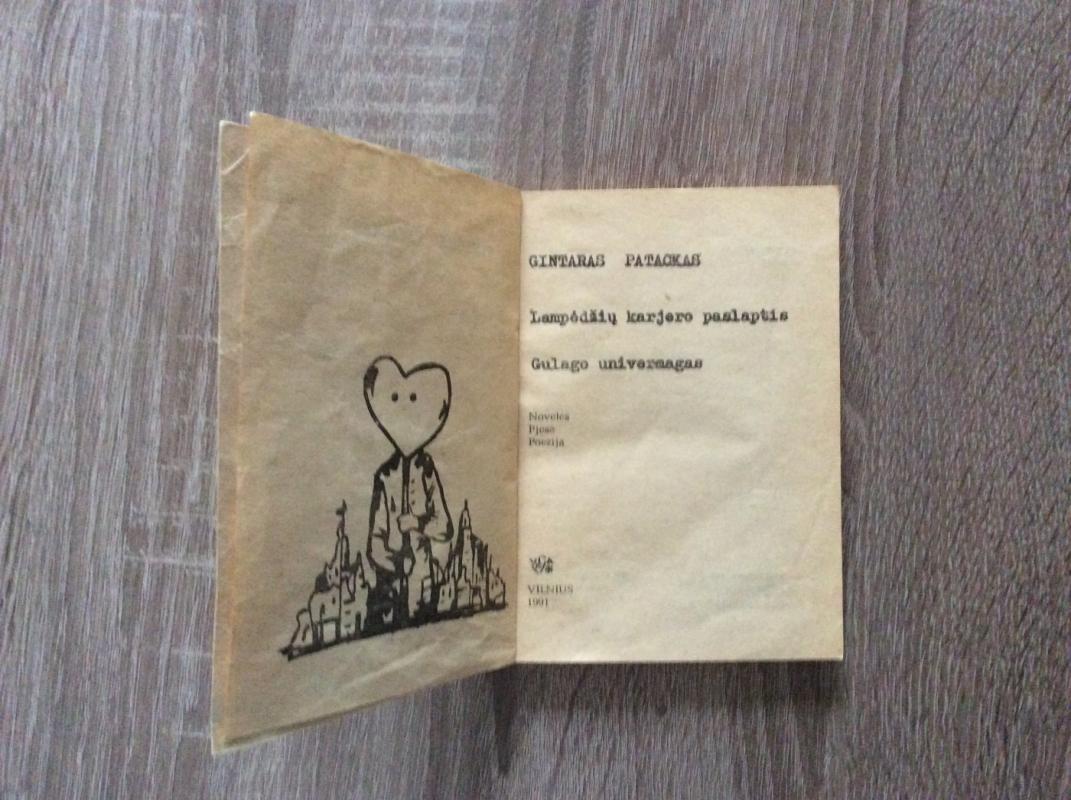 GINTARAS PATACKAS
Lampėdžių karjero paslaptis
Gulago univermagas
Novelės
Pjesė
Poezija
VILNIUS
1991